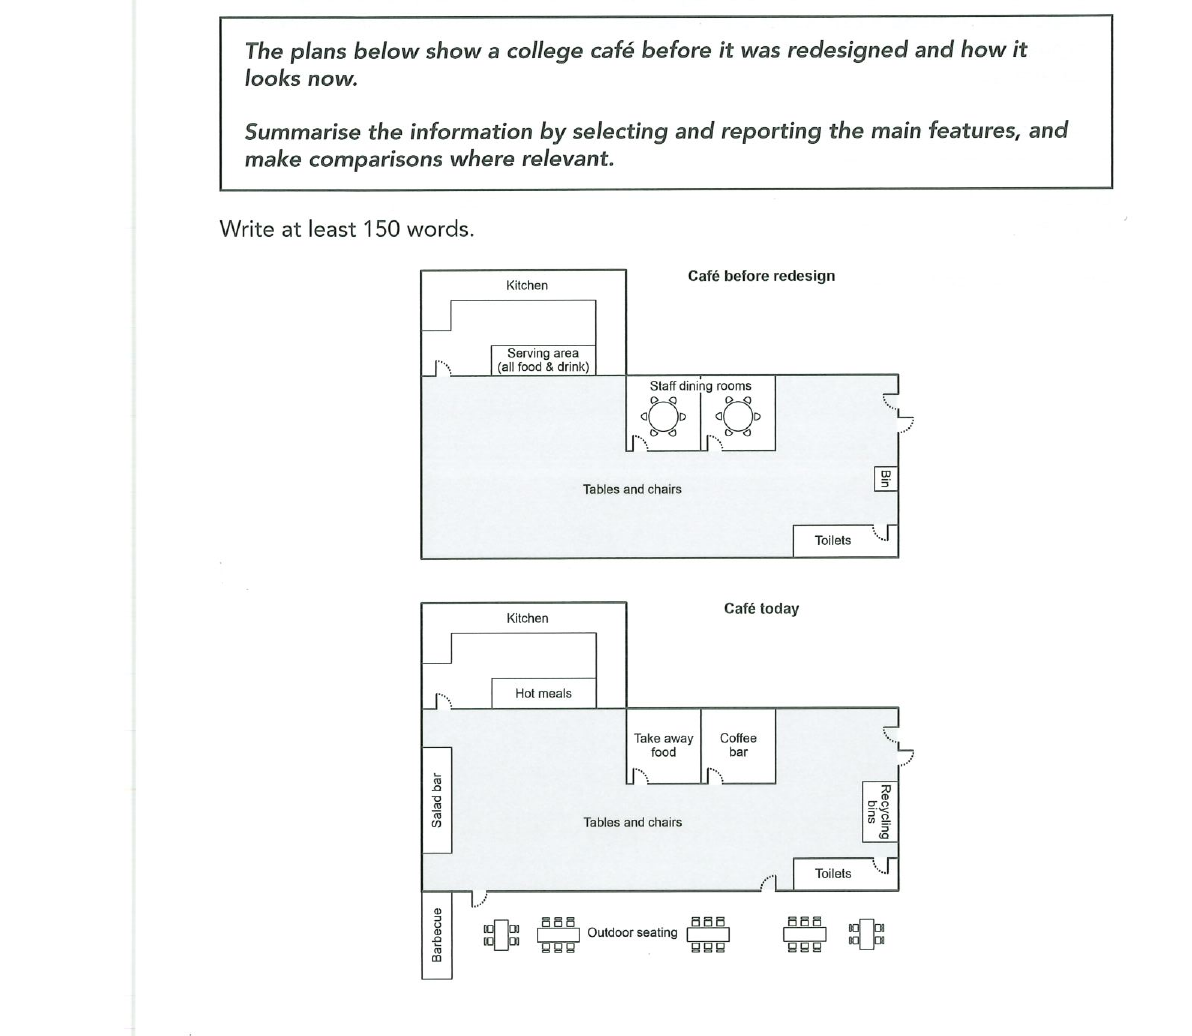 The plans below show a college café before it was redesigned and how it
looks now.
Summarise the information by selecting and reporting the main features, and
make comparisons where relevant.
Write at least 150 words.
Café before redesign
Kitchen
Serving area
(all food & drink)
Staff dining rooms
Tables and chairs
Bin
Toilets
Café today
Kitchen
Hot meals
Take away
food
Coffee
bar
Salad bar
Tables and chairs
Recycling
bins
Toilets
Barbecue
Outdoor seating